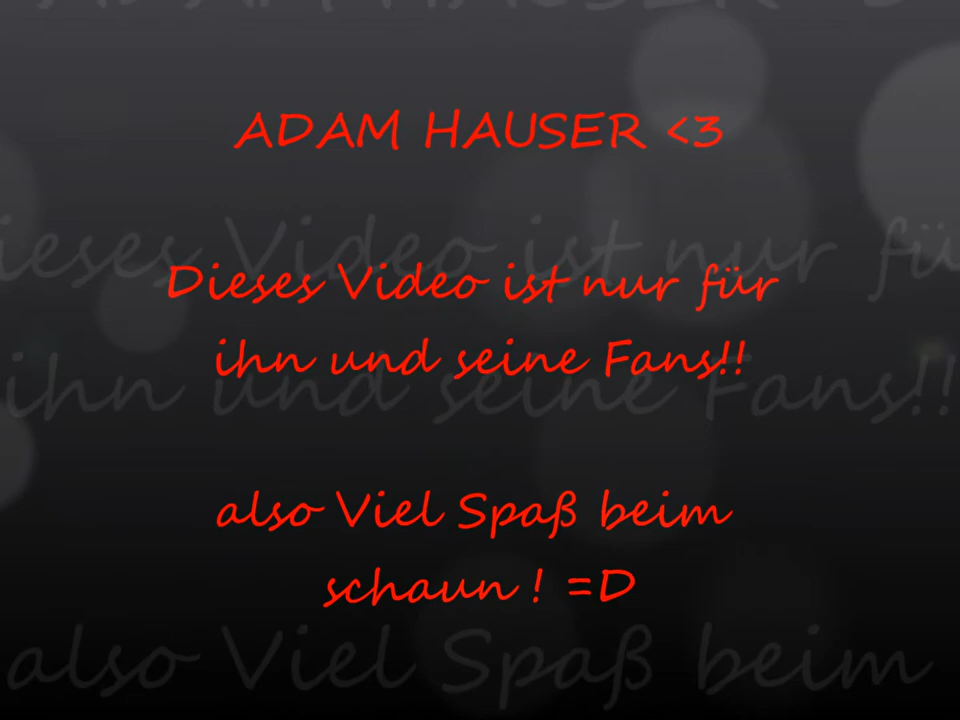 ADAM HAUSER <3
Dieses Video ist nur für
ihn und seine Fans!!
also Viel Spaß beim
schaun ! =D